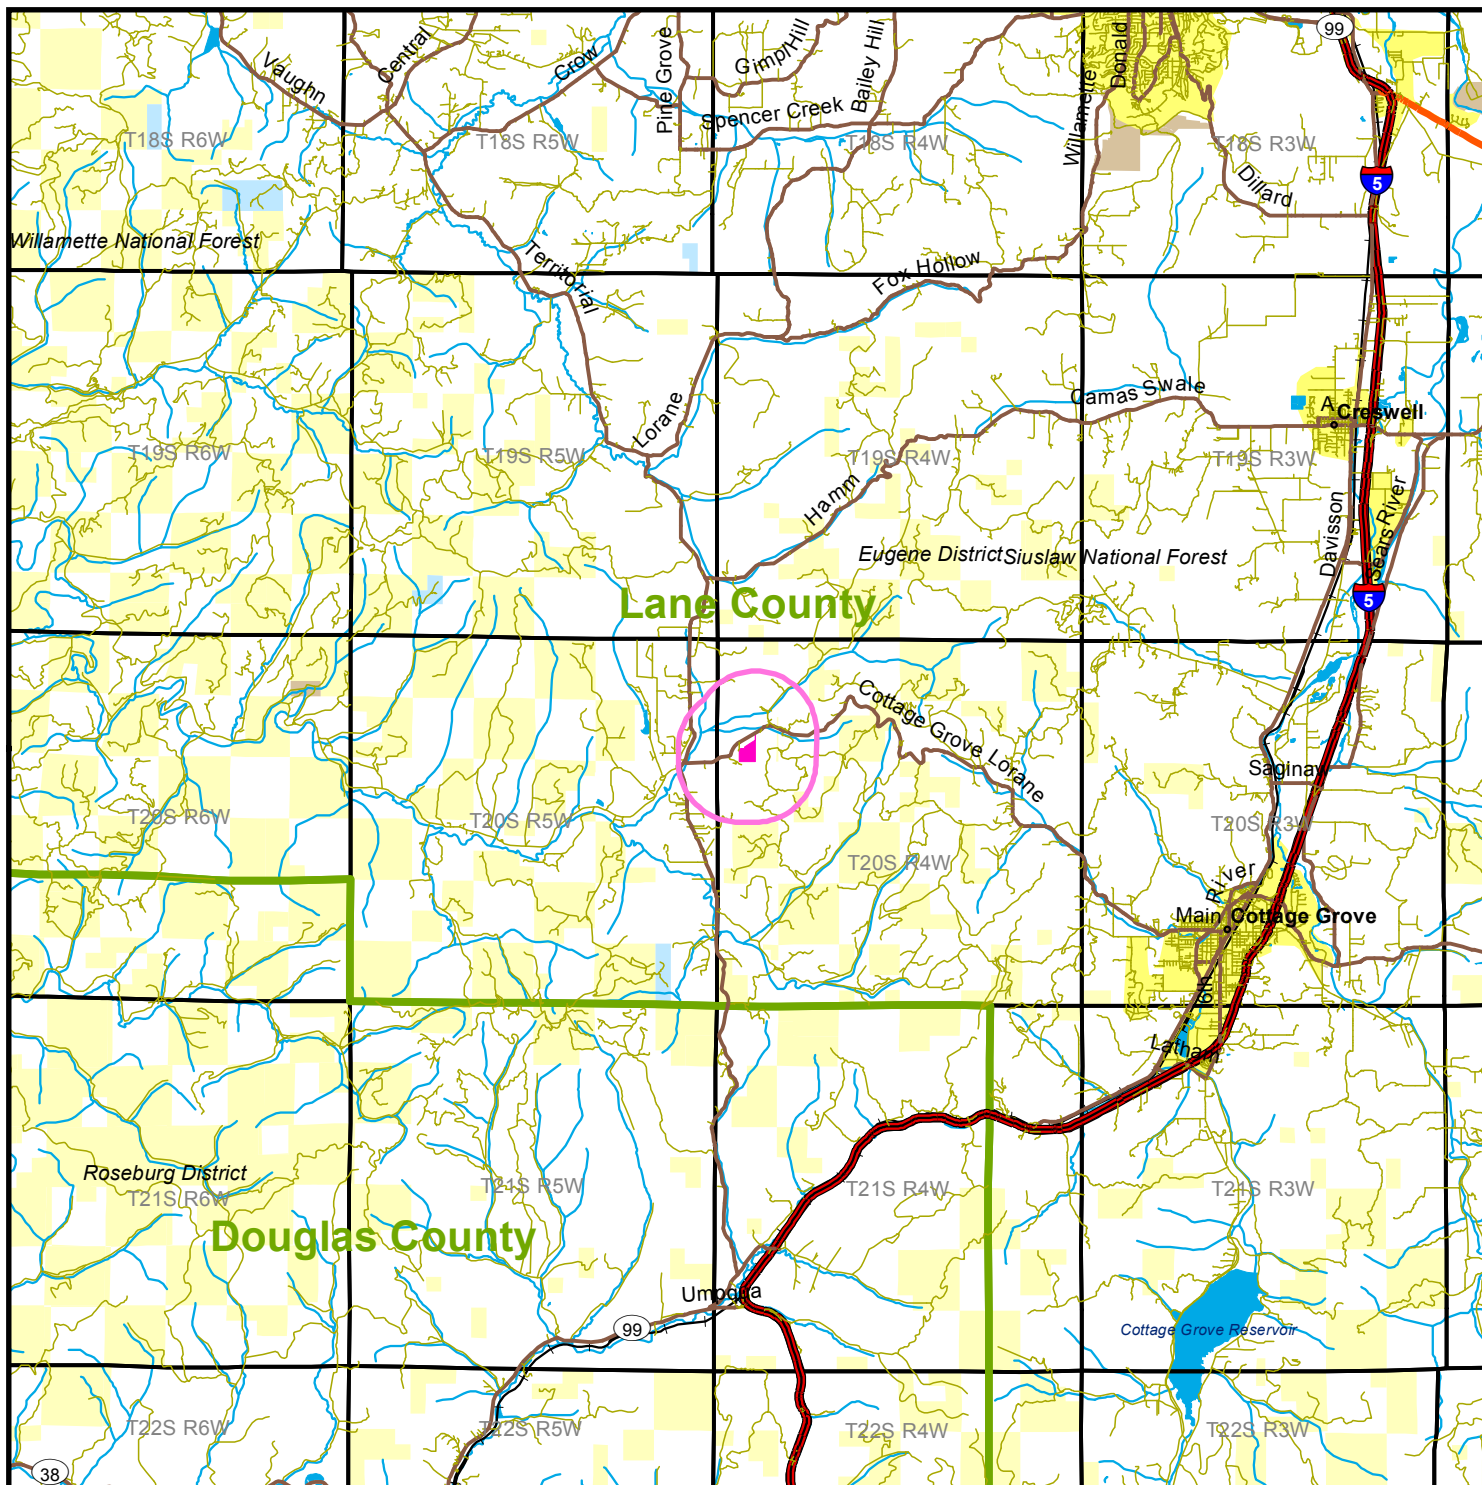 99
Vaughn
Central
Crow
Pine Grove
Gimpl Hill
Bailey Hill
Willamette
Donald
Spencer Creek
T18S R6W
T18S R5W
T18S R4W
T18S R3W
5
Dillard
Willamette National Forest
Territorial
Fox Hollow
Lorane
Camas Swale
A
Creswell
T19S R6W
T19S R5W
T19S R4W
T19S R3W
Hamm
Davisson
Sears River
Eugene District
Siuslaw National Forest
Lane County
5
Cottage Grove Lorane
Saginaw
T20S R6W
T20S R5W
T20S R4W
T20S R3W
River
Main
Cottage Grove
6th
Latham
Roseburg District
T21S R6W
T21S R5W
T21S R4W
T21S R3W
Douglas County
Umpqua
99
Cottage Grove Reservoir
T22S R6W
T22S R5W
T22S R4W
T22S R3W
38